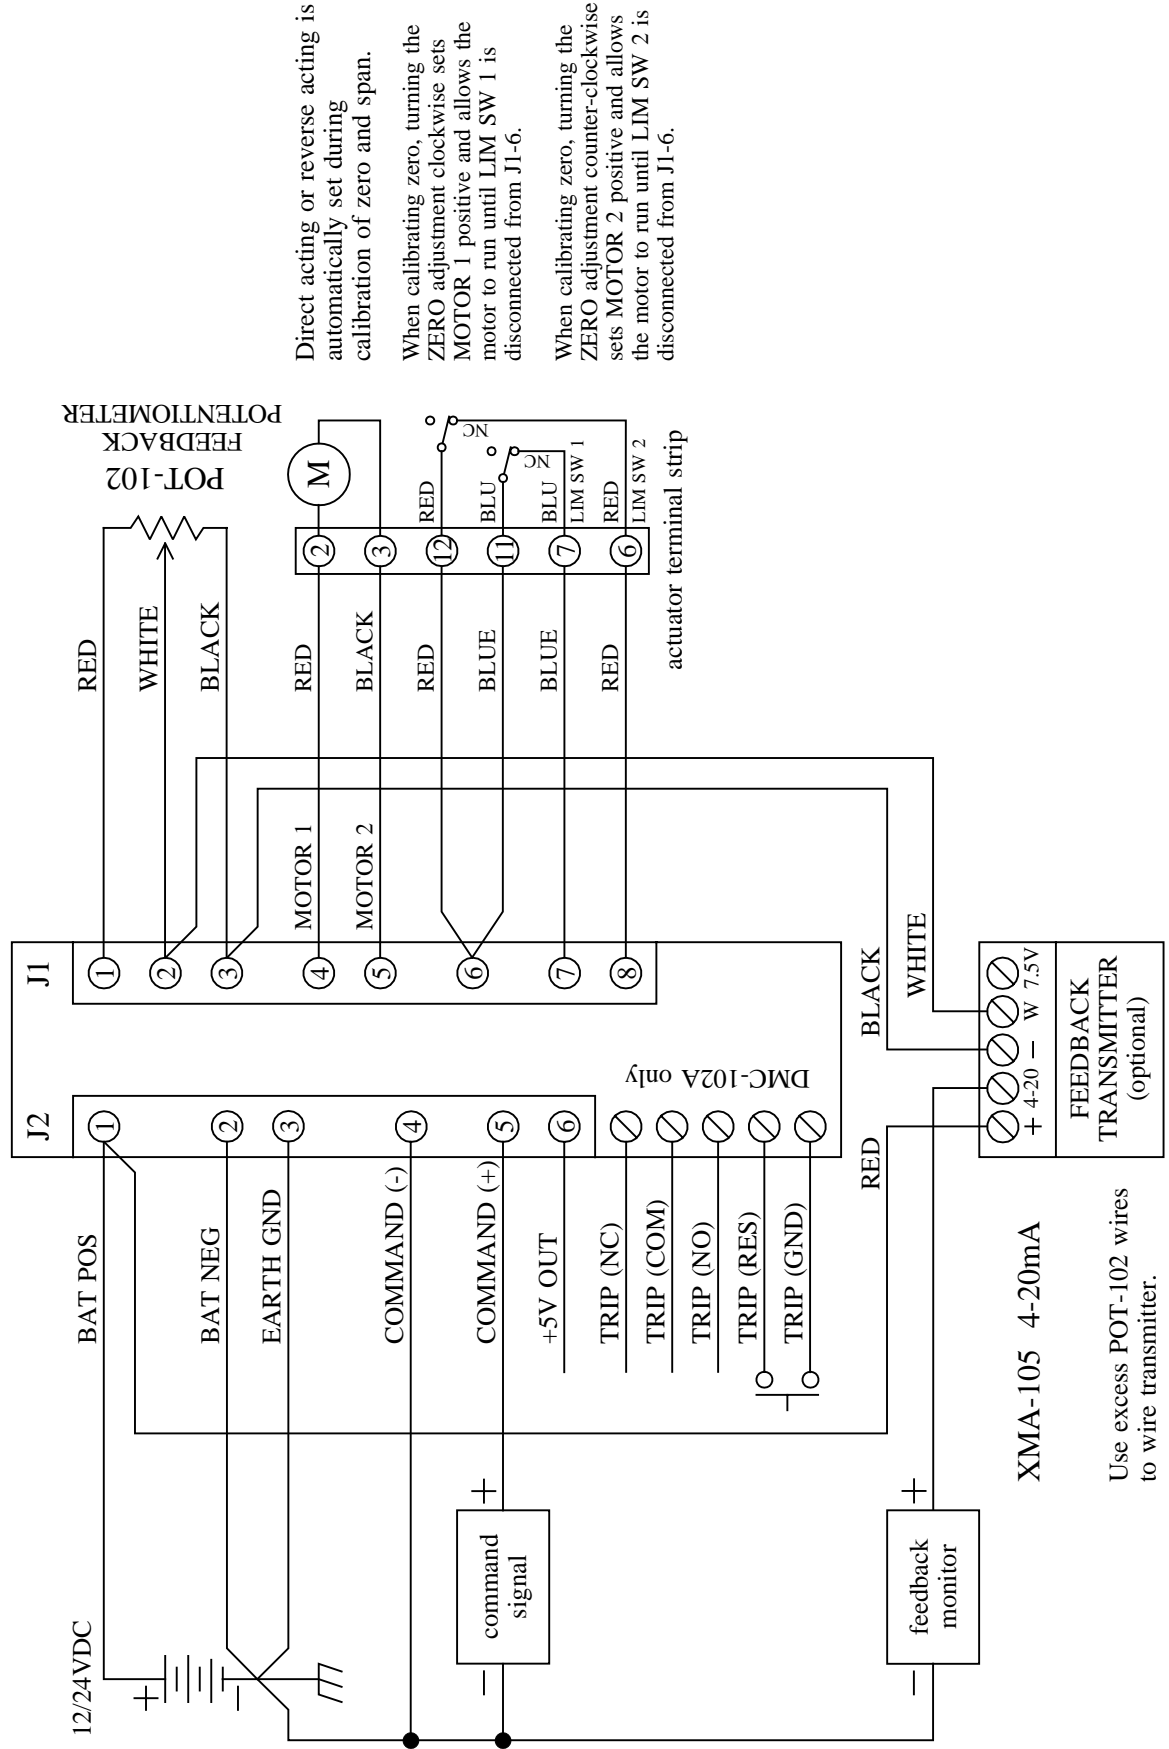 Direct acting or reverse acting is
automatically set during
calibration of zero and span.
When calibrating zero, turning the
ZERO adjustment clockwise sets
MOTOR 1 positive and allows the
motor to run until LIM SW 1 is
disconnected from J1-6.
When calibrating zero, turning the
ZERO adjustment counter-clockwise
sets MOTOR 2 positive and allows
the motor to run until LIM SW 2 is
disconnected from J1-6.
POT-102
FEEDBACK
POTENTIOMETER
RED
WHITE
BLACK
M
2
3
12
11
7
6
RED
BLU
BLU
LIM SW 1
RED
LIM SW 2
NC
NC
actuator terminal strip
RED
BLACK
RED
BLUE
BLUE
RED
MOTOR 1
MOTOR 2
J1
1
2
3
4
5
6
7
8
J2
1
2
3
4
5
6
DMC-102A only
BAT POS
BAT NEG
EARTH GND
COMMAND (-)
COMMAND (+)
+5V OUT
TRIP (NC)
TRIP (COM)
TRIP (NO)
TRIP (RES)
TRIP (GND)
12/24VDC
+
−
+
command
signal
−
+
feedback
monitor
−
RED
BLACK
WHITE
+ 4-20 − W 7.5V
FEEDBACK
TRANSMITTER
(optional)
XMA-105 4-20mA
Use excess POT-102 wires
to wire transmitter.